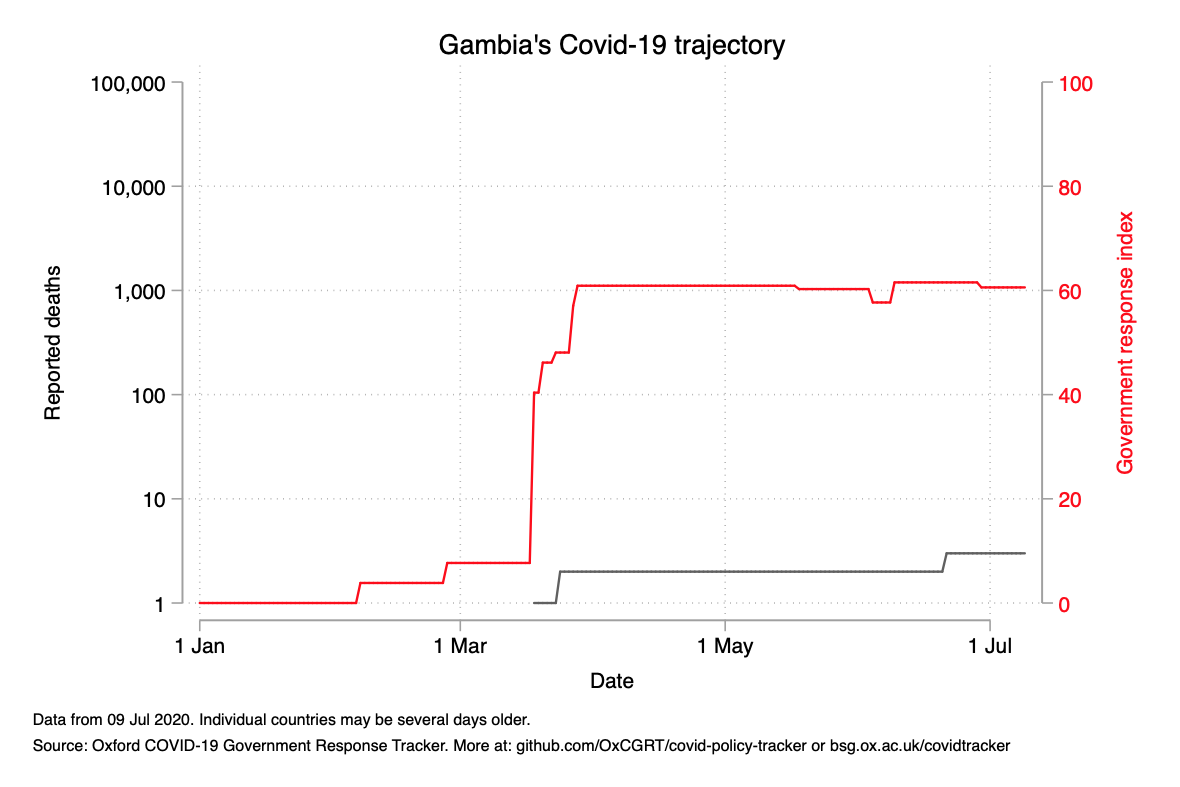 Gambia's Covid-19 trajectory
100,000
10,000
1,000
100
10
1
Reported deaths
100
80
60
40
20
0
Government response index
1 Jan
1 Mar
1 May
1 Jul
Date
Data from 09 Jul 2020. Individual countries may be several days older.
Source: Oxford COVID-19 Government Response Tracker. More at: github.com/OxCGRT/covid-policy-tracker or bsg.ox.ac.uk/covidtracker